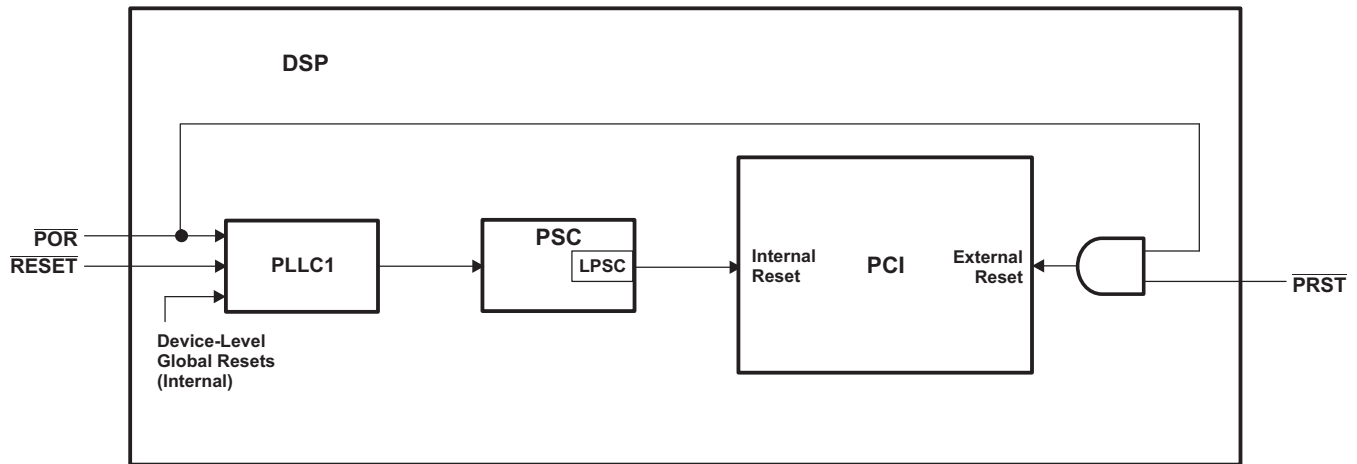 DSP
POR
RESET
PLLC1
Device-Level
Global Resets
(Internal)
PSC
LPSC
Internal
Reset
PCI
External
Reset
PRST